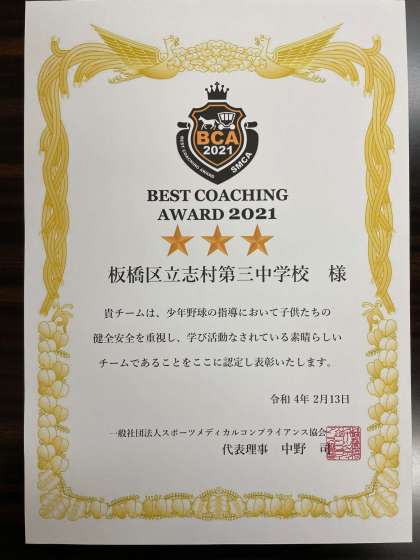 BCA
2021
BEST COACHING AWARD
SMCA
BEST COACHING
AWARD 2021
板橋区立志村第三中学校 様
貴チームは、少年野球の指導において子供たちの
健全安全を重視し、学び活動なされている素晴らしい
チームであることをここに認定し表彰いたします。
令和 4年 2月13日
一般社団法人スポーツメディカルコンプライアンス協会
代表理事 中野 司